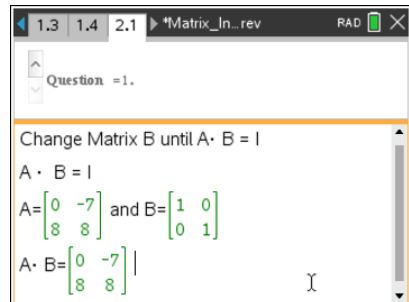 1.3 1.4 2.1 *Matrix_In…rev RAD
Question =1.
Change Matrix B until A· B = I
A · B = I
A=[0 -7; 8 8] and B=[1 0; 0 1]
A· B=[0 -7; 8 8]